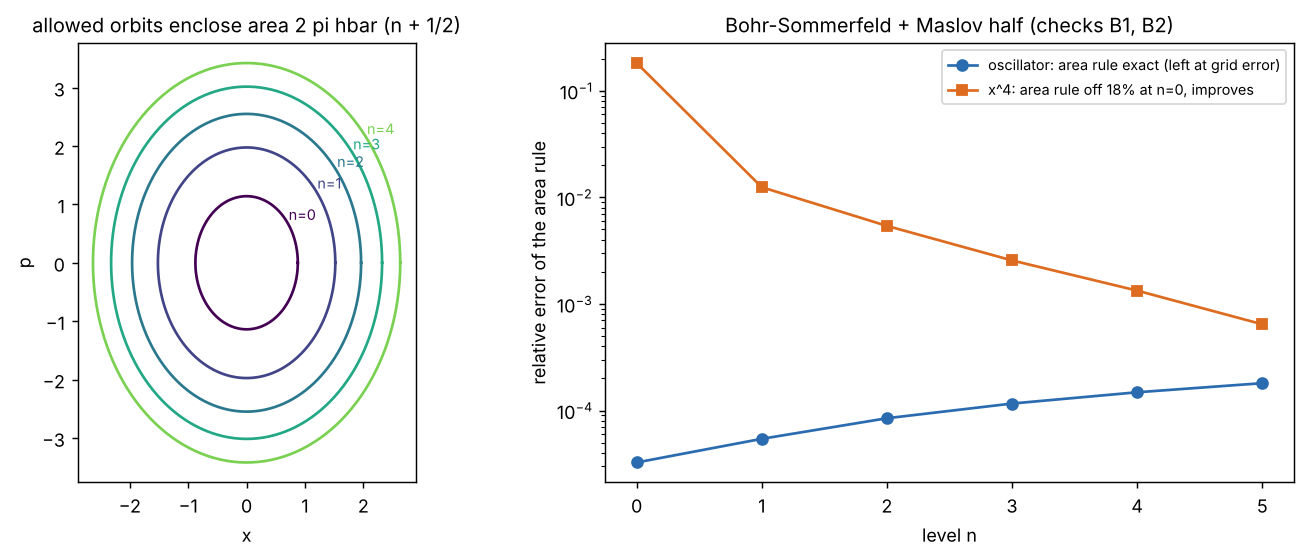 allowed orbits enclose area 2 pi hbar (n + 1/2)
p
3
2
1
0
−1
−2
−3
n=4
n=3
n=2
n=1
n=0
−2 −1 0 1 2
x
Bohr-Sommerfeld + Maslov half (checks B1, B2)
relative error of the area rule
10⁻¹
10⁻²
10⁻³
10⁻⁴
oscillator: area rule exact (left at grid error)
x^4: area rule off 18% at n=0, improves
0 1 2 3 4 5
level n